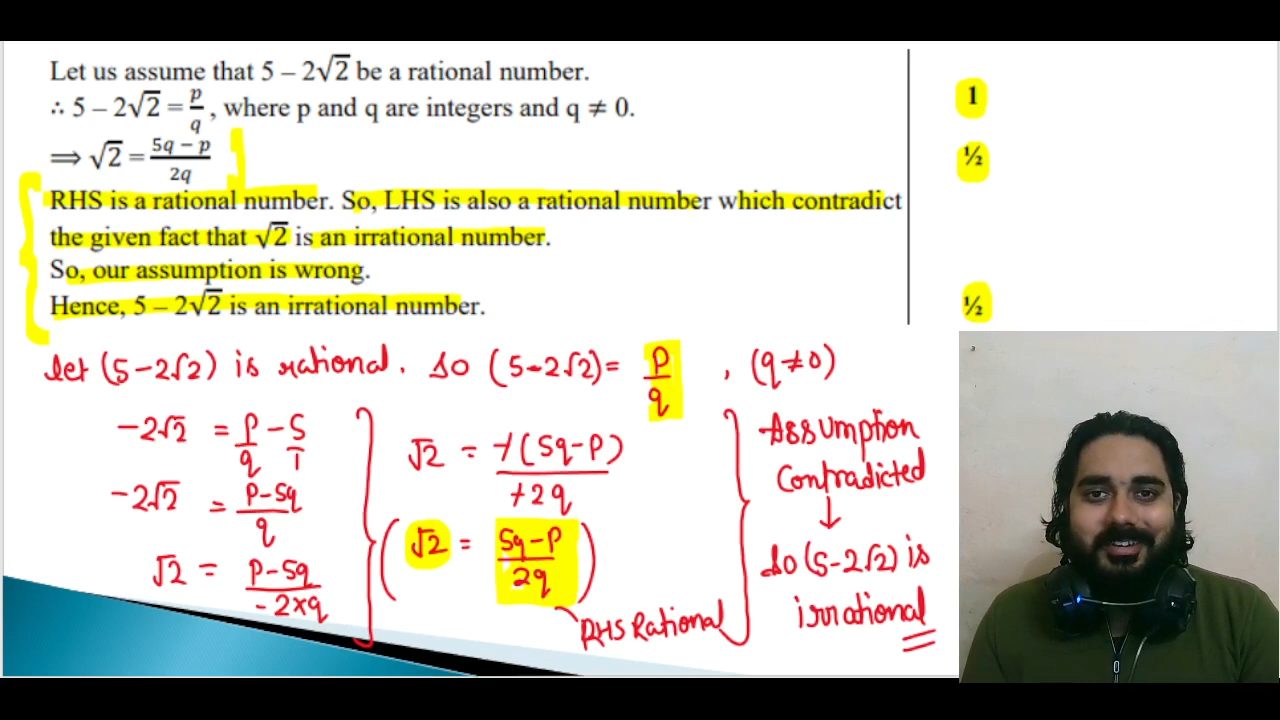 Let us assume that 5 – 2√2 be a rational number.
∴ 5 – 2√2 = p/q , where p and q are integers and q ≠ 0.
1
⟹ √2 = (5q – p)/2q
½
RHS is a rational number. So, LHS is also a rational number which contradict
the given fact that √2 is an irrational number.
So, our assumption is wrong.
Hence, 5 – 2√2 is an irrational number.
½
let (5-2√2) is rational. so (5-2√2) = p/q , (q≠0)
-2√2 = p/q - 5/1
-2√2 = (p-5q)/q
√2 = (p-5q)/(-2×q)
√2 = -(5q-p)/+2q
(√2 = (5q-p)/2q)
RHS Rational
Assumption
Contradicted
↓
so (5-2√2) is
irrational